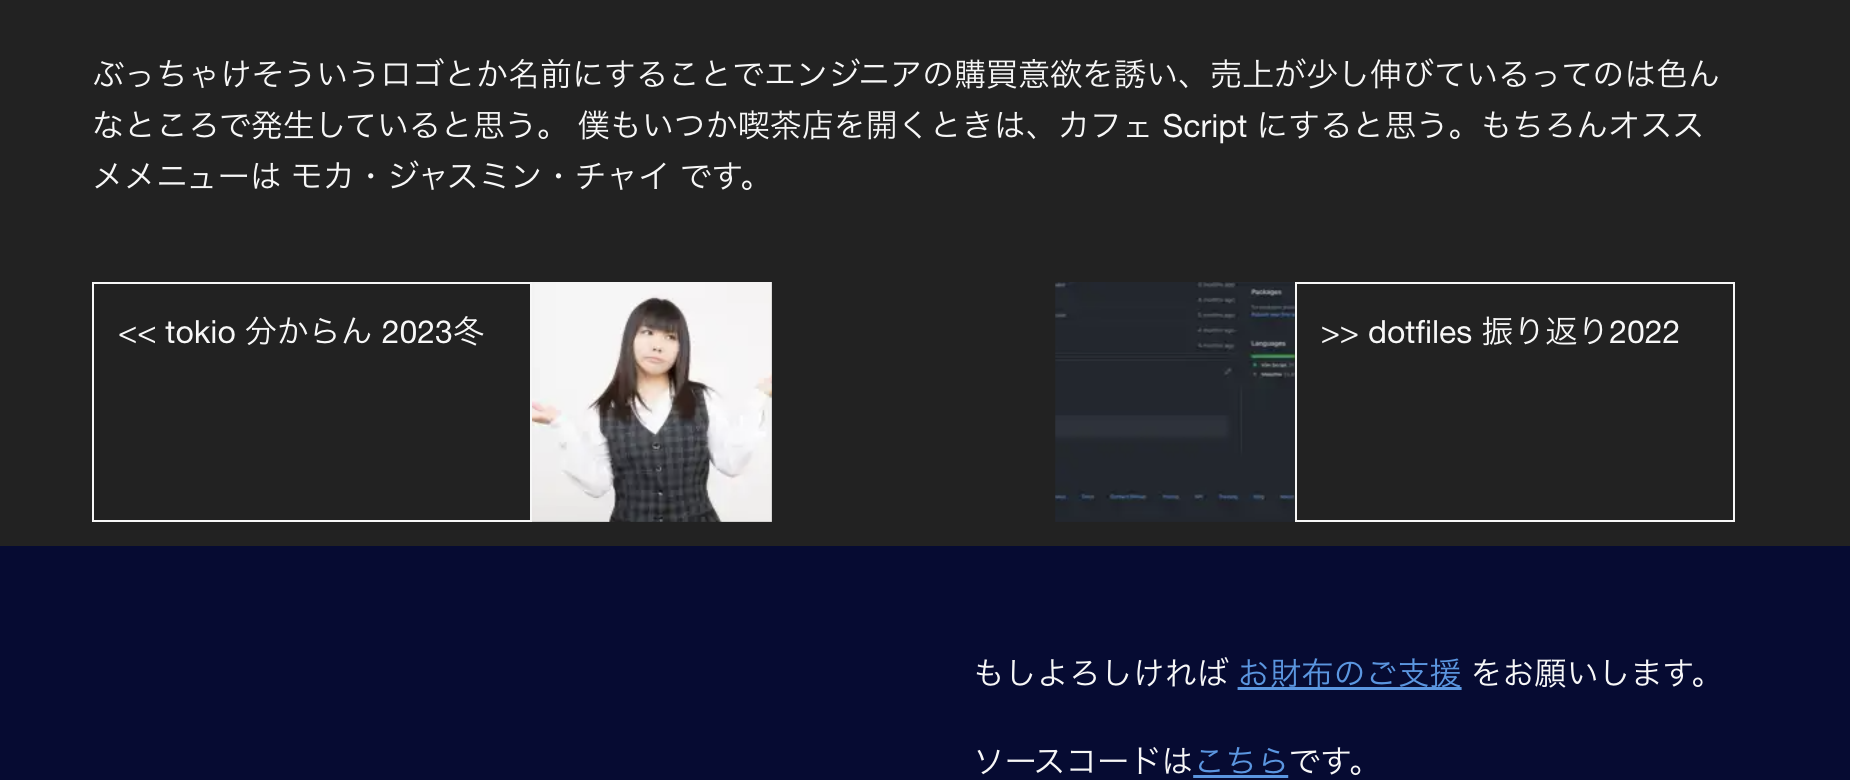 ぶっちゃけそういうロゴとか名前にすることでエンジニアの購買意欲を誘い、売上が少し伸びているってのは色ん
なところで発生していると思う。 僕もいつか喫茶店を開くときは、カフェ Script にすると思う。もちろんオスス
メメニューは モカ・ジャスミン・チャイ です。
<< tokio 分からん 2023冬
Packages
Languages
>> dotfiles 振り返り2022
もしよろしければ お財布のご支援 をお願いします。
ソースコードはこちらです。